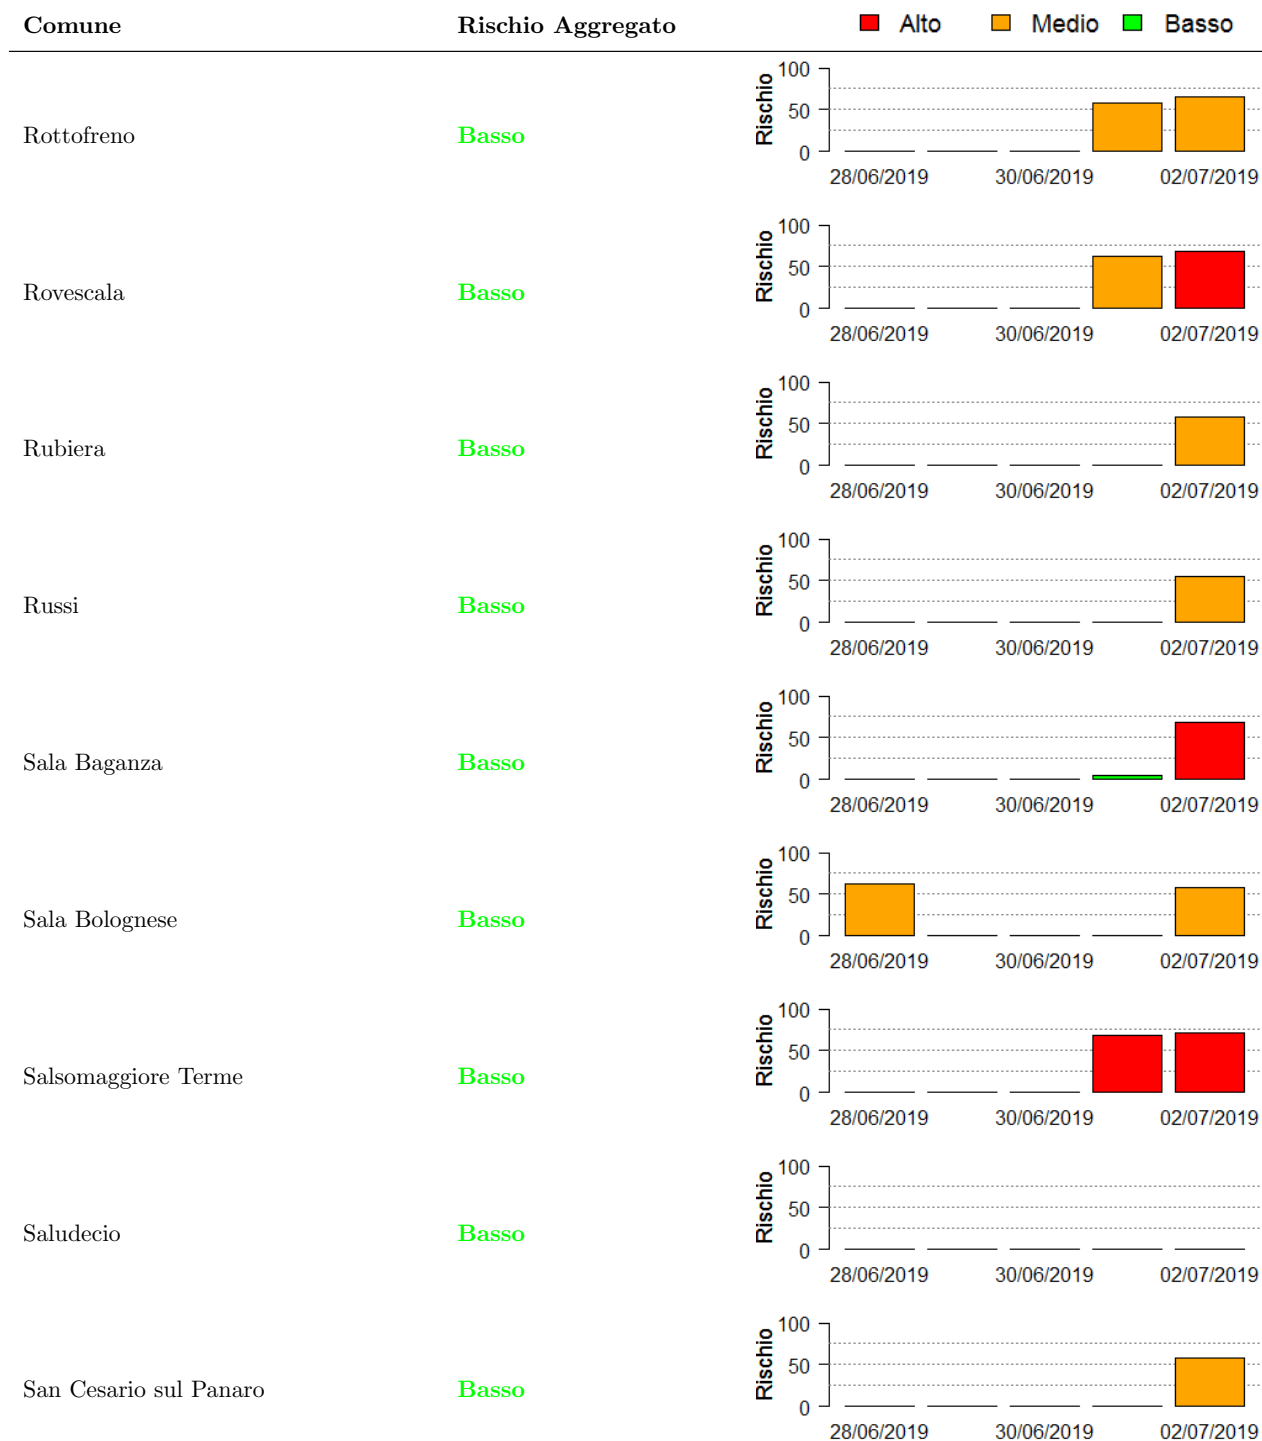 Comune Rischio Aggregato Alto Medio Basso
100
50
0
Rischio
Rottofreno Basso
28/06/2019 30/06/2019 02/07/2019
100
50
0
Rischio
Rovescala Basso
28/06/2019 30/06/2019 02/07/2019
100
50
0
Rischio
Rubiera Basso
28/06/2019 30/06/2019 02/07/2019
100
50
0
Rischio
Russi Basso
28/06/2019 30/06/2019 02/07/2019
100
50
0
Rischio
Sala Baganza Basso
28/06/2019 30/06/2019 02/07/2019
100
50
0
Rischio
Sala Bolognese Basso
28/06/2019 30/06/2019 02/07/2019
100
50
0
Rischio
Salsomaggiore Terme Basso
28/06/2019 30/06/2019 02/07/2019
100
50
0
Rischio
Saludecio Basso
28/06/2019 30/06/2019 02/07/2019
100
50
0
Rischio
San Cesario sul Panaro Basso
28/06/2019 30/06/2019 02/07/2019